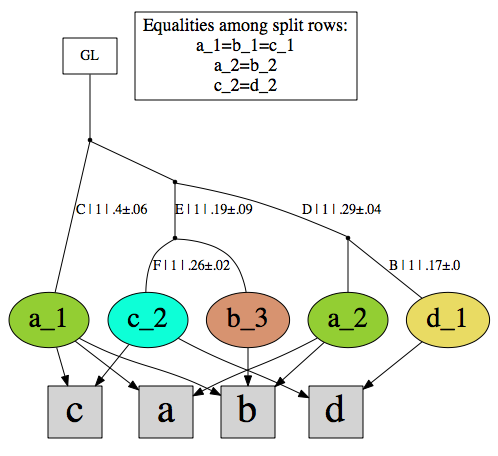 Equalities among split rows:
a_1=b_1=c_1
a_2=b_2
c_2=d_2
GL
C | 1 | .4±.06
E | 1 | .19±.09
D | 1 | .29±.04
F | 1 | .26±.02
B | 1 | .17±.0
a_1
c_2
b_3
a_2
d_1
c
a
b
d